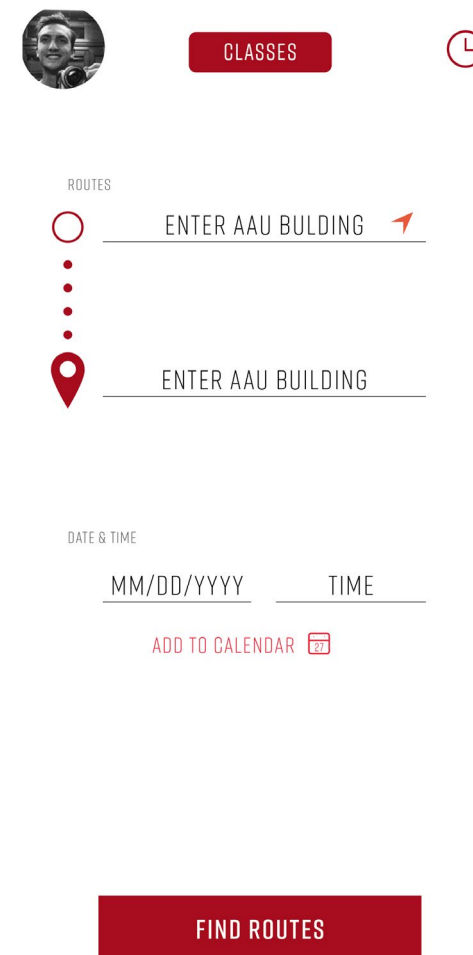 CLASSES
ROUTES
ENTER AAU BULDING
ENTER AAU BUILDING
DATE & TIME
MM/DD/YYYY TIME
ADD TO CALENDAR 27
FIND ROUTES